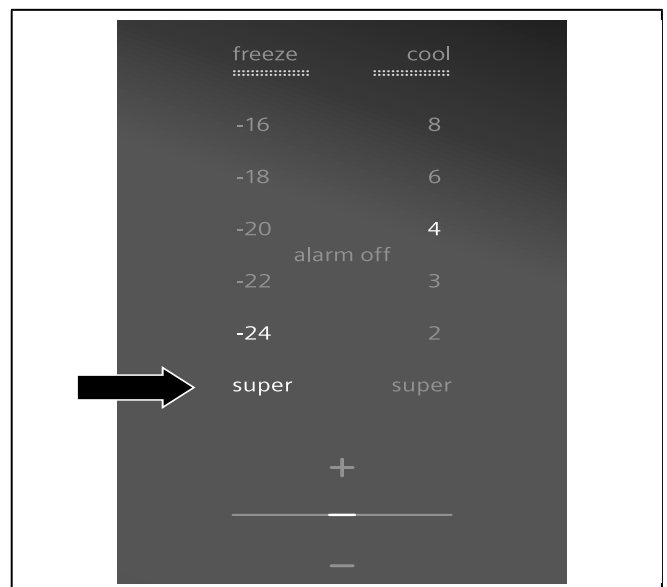 freeze cool
-16 8
-18 6
-20 4
alarm off
-22 3
-24 2
super super
+
−